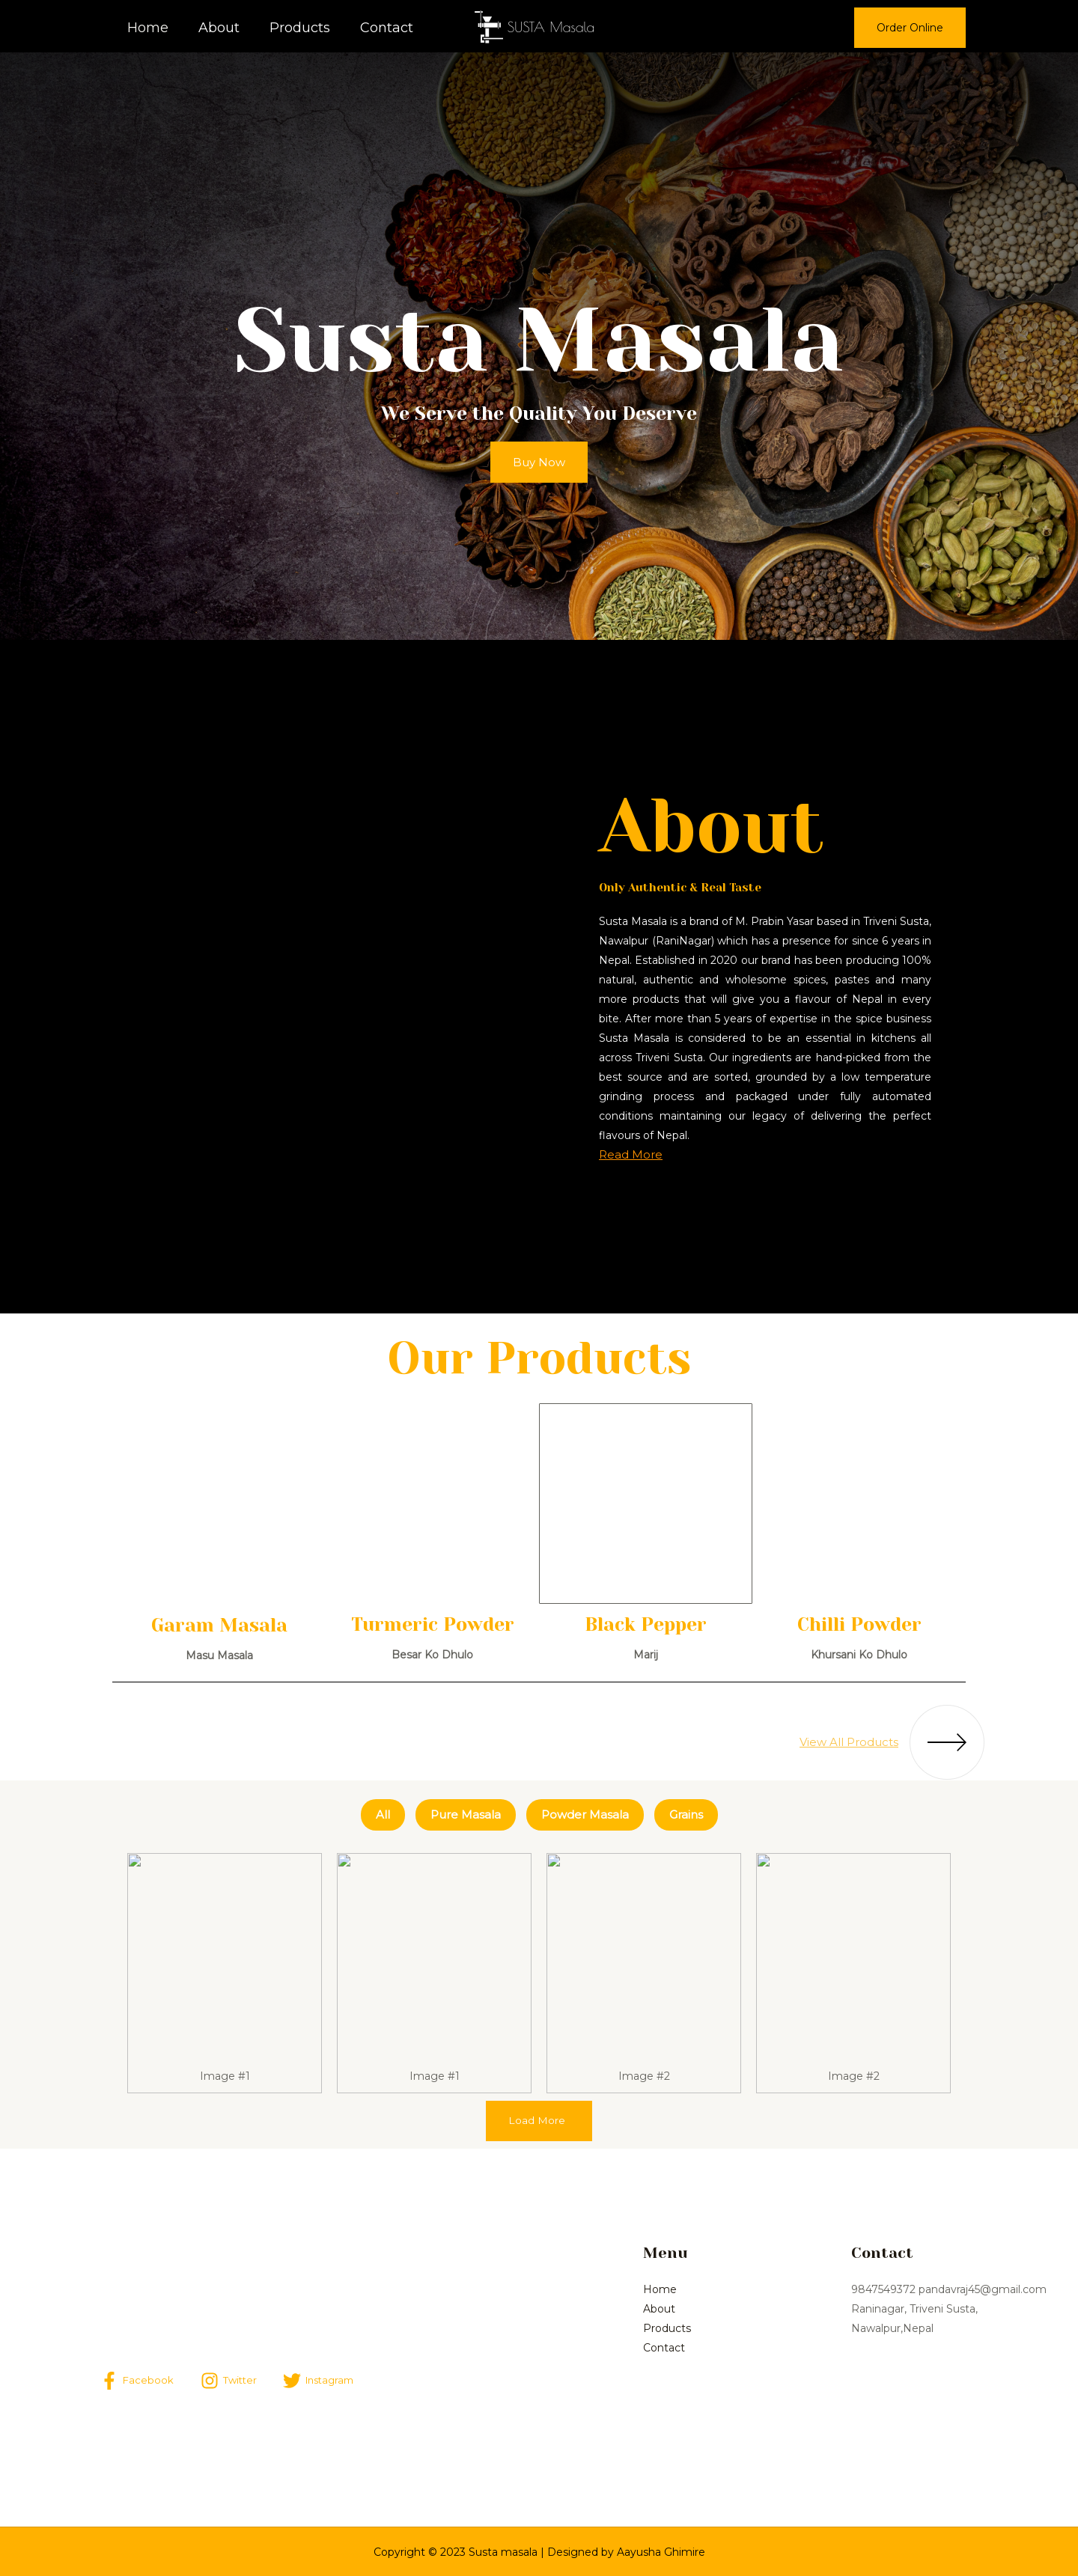 Home About Products Contact
SUSTA Masala
Order Online
Susta Masala
We Serve the Quality You Deserve
Buy Now
About
Only Authentic & Real Taste
Susta Masala is a brand of M. Prabin Yasar based in Triveni Susta,
Nawalpur (RaniNagar) which has a presence for since 6 years in
Nepal. Established in 2020 our brand has been producing 100%
natural, authentic and wholesome spices, pastes and many
more products that will give you a flavour of Nepal in every
bite. After more than 5 years of expertise in the spice business
Susta Masala is considered to be an essential in kitchens all
across Triveni Susta. Our ingredients are hand-picked from the
best source and are sorted, grounded by a low temperature
grinding process and packaged under fully automated
conditions maintaining our legacy of delivering the perfect
flavours of Nepal.
Read More
Our Products
Garam Masala
Masu Masala
Turmeric Powder
Besar Ko Dhulo
Black Pepper
Marij
Chilli Powder
Khursani Ko Dhulo
View All Products
All
Pure Masala
Powder Masala
Grains
Image #1
Image #1
Image #2
Image #2
Load More
Facebook
Twitter
Instagram
Menu
Home
About
Products
Contact
Contact
9847549372 pandavraj45@gmail.com
Raninagar, Triveni Susta,
Nawalpur,Nepal
Copyright © 2023 Susta masala | Designed by Aayusha Ghimire